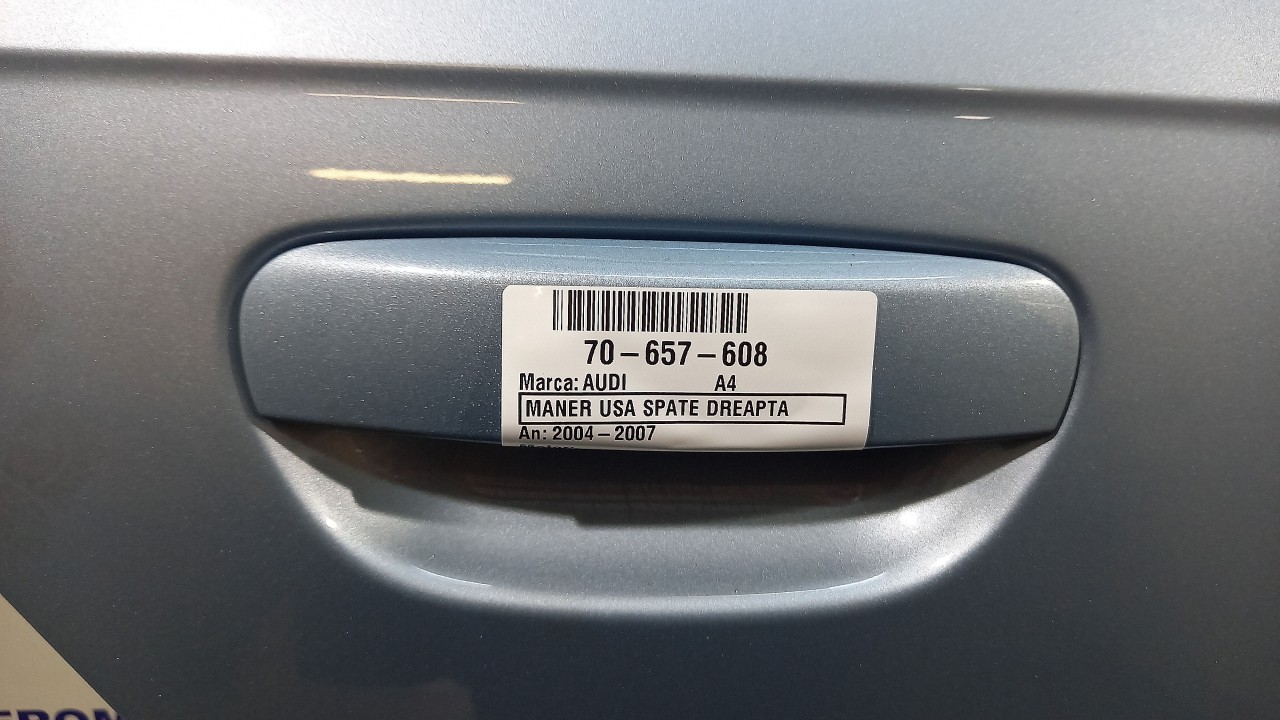 70-657-608
Marca: AUDI A4
MANER USA SPATE DREAPTA
An: 2004-2007